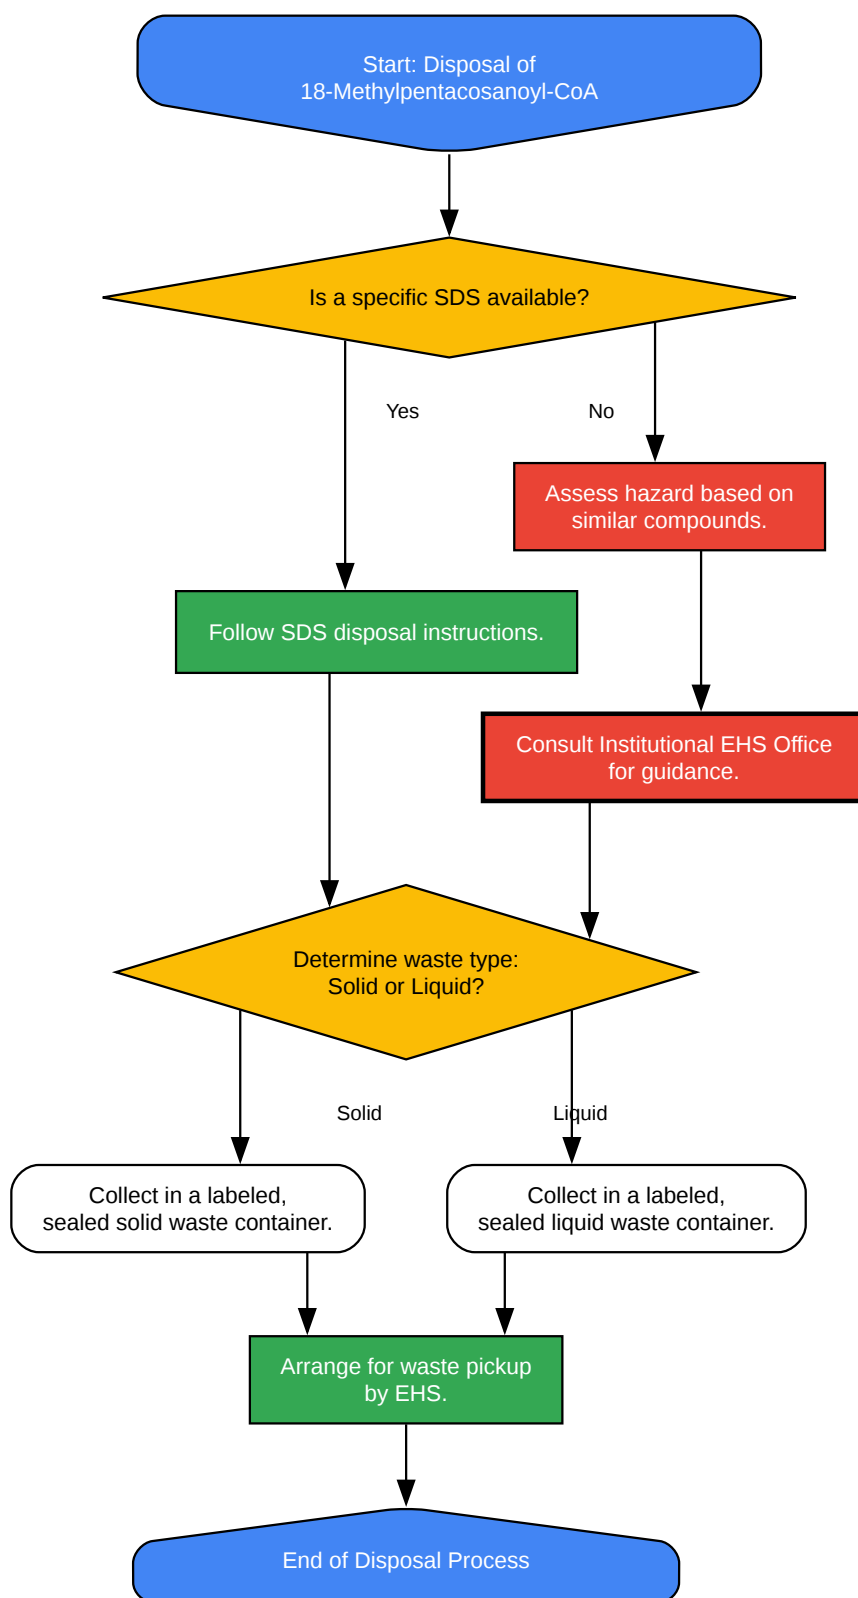 Start: Disposal of
18-Methylpentacosanoyl-CoA
Is a specific SDS available?
Yes
No
Assess hazard based on
similar compounds.
Follow SDS disposal instructions.
Consult Institutional EHS Office
for guidance.
Determine waste type:
Solid or Liquid?
Solid
Liquid
Collect in a labeled,
sealed solid waste container.
Collect in a labeled,
sealed liquid waste container.
Arrange for waste pickup
by EHS.
End of Disposal Process